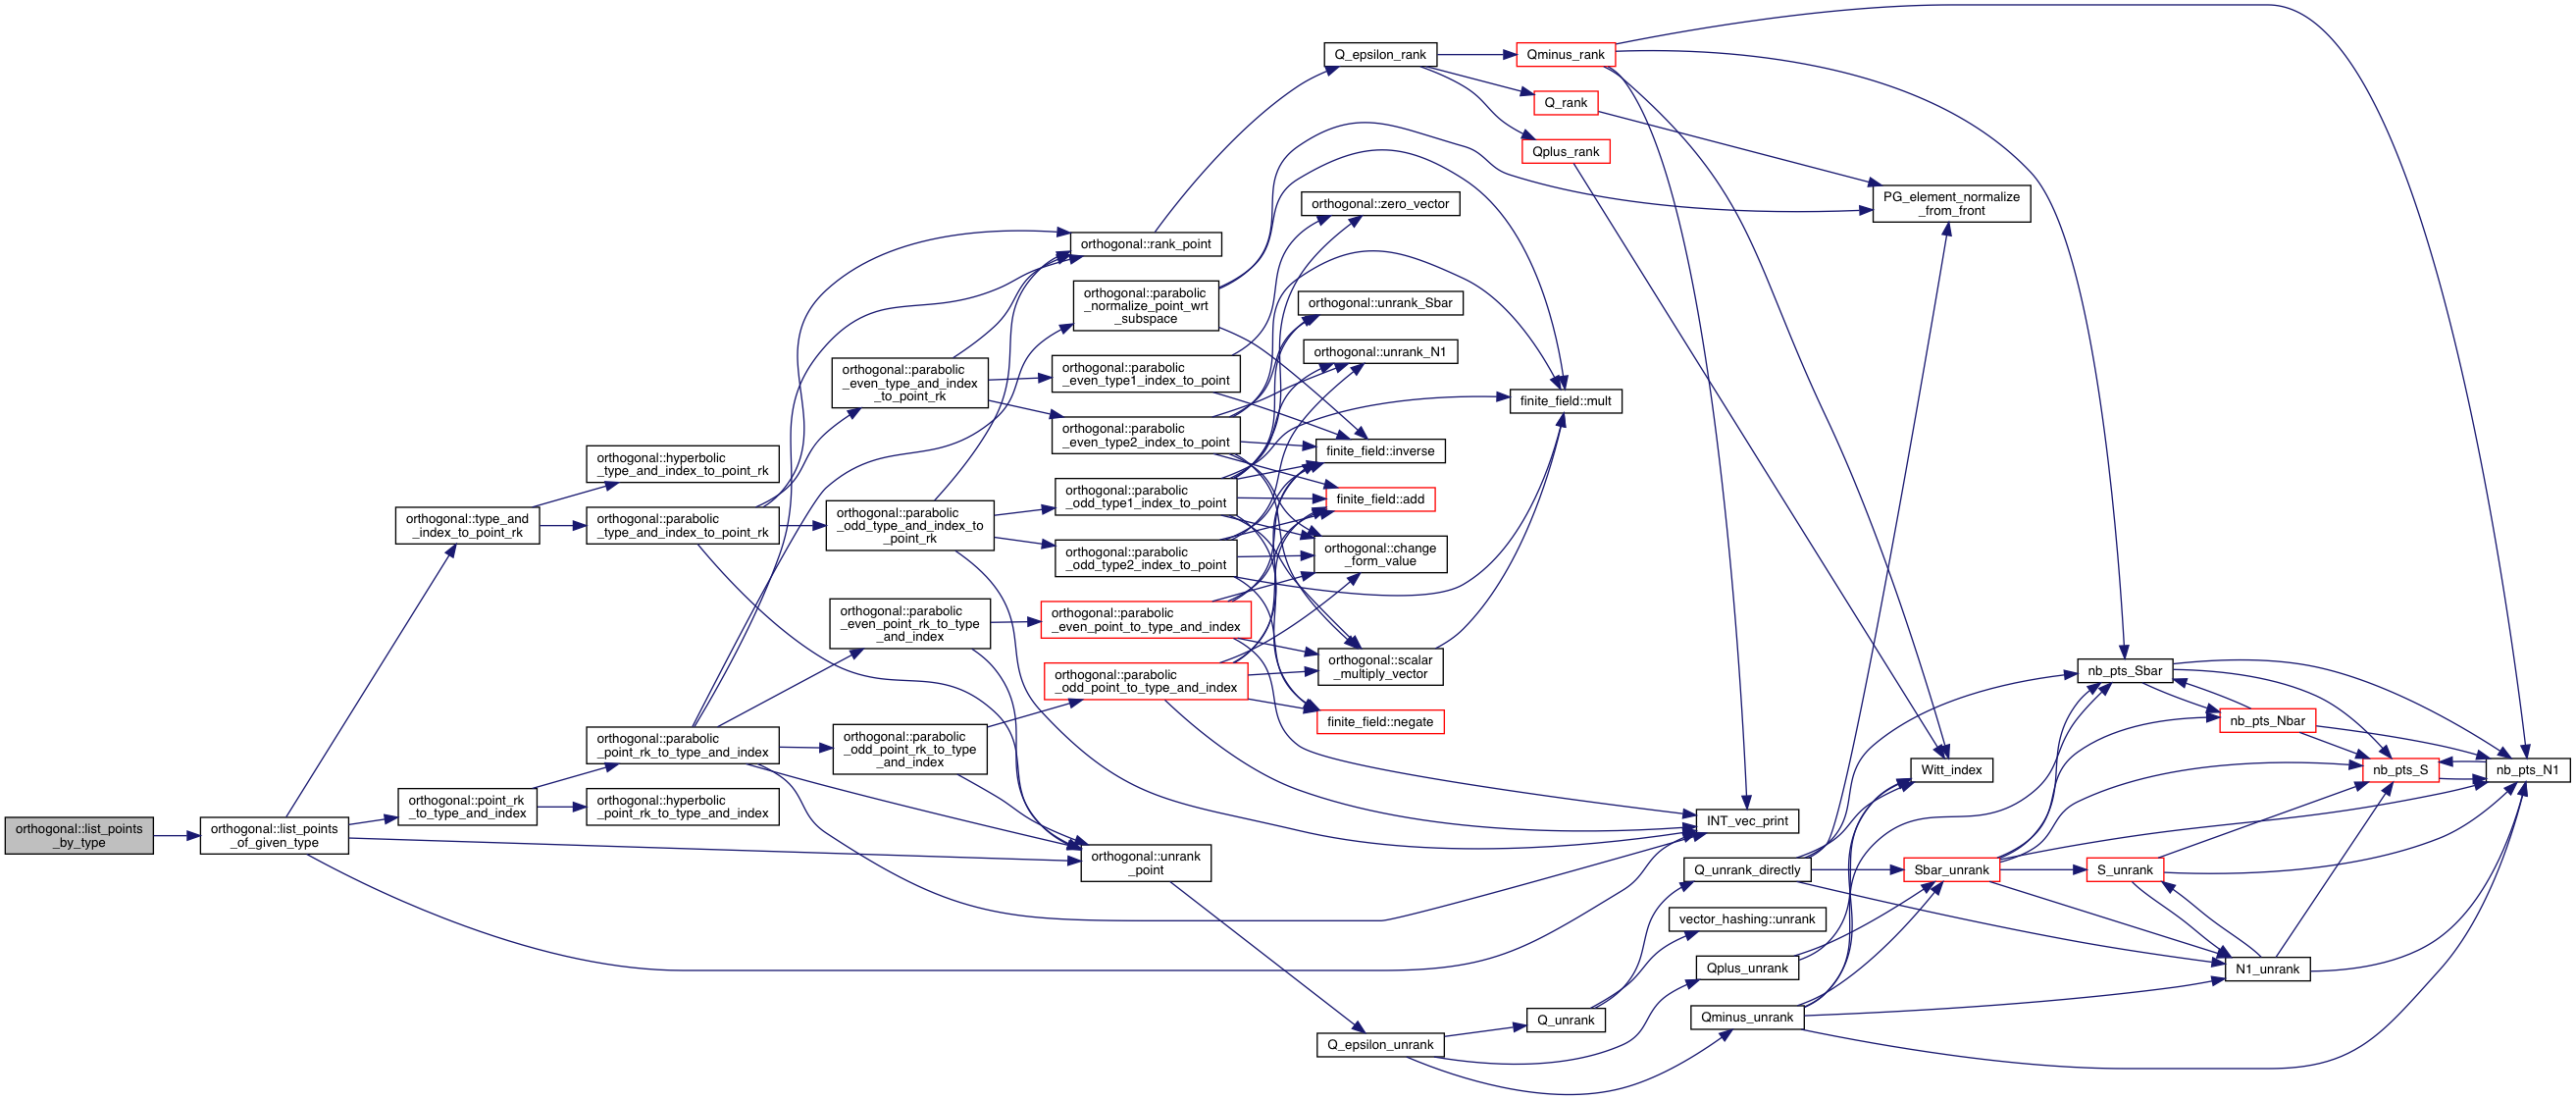 orthogonal::list_points
_by_type
orthogonal::list_points
_of_given_type
orthogonal::type_and
_index_to_point_rk
orthogonal::point_rk
_to_type_and_index
orthogonal::hyperbolic
_type_and_index_to_point_rk
orthogonal::parabolic
_type_and_index_to_point_rk
orthogonal::parabolic
_point_rk_to_type_and_index
orthogonal::hyperbolic
_point_rk_to_type_and_index
orthogonal::parabolic
_even_type_and_index
_to_point_rk
orthogonal::parabolic
_odd_type_and_index_to
_point_rk
orthogonal::parabolic
_even_point_rk_to_type
_and_index
orthogonal::parabolic
_odd_point_rk_to_type
_and_index
orthogonal::rank_point
orthogonal::parabolic
_normalize_point_wrt
_subspace
orthogonal::parabolic
_even_type1_index_to_point
orthogonal::parabolic
_even_type2_index_to_point
orthogonal::parabolic
_odd_type1_index_to_point
orthogonal::parabolic
_odd_type2_index_to_point
orthogonal::parabolic
_even_point_to_type_and_index
orthogonal::parabolic
_odd_point_to_type_and_index
orthogonal::unrank
_point
Q_epsilon_rank
orthogonal::zero_vector
orthogonal::unrank_Sbar
orthogonal::unrank_N1
finite_field::inverse
finite_field::add
orthogonal::change
_form_value
orthogonal::scalar
_multiply_vector
finite_field::negate
Q_epsilon_unrank
Qminus_rank
Q_rank
Qplus_rank
finite_field::mult
Q_unrank
INT_vec_print
Q_unrank_directly
vector_hashing::unrank
Qplus_unrank
Qminus_unrank
PG_element_normalize
_from_front
Witt_index
Sbar_unrank
nb_pts_Sbar
S_unrank
nb_pts_Nbar
N1_unrank
nb_pts_S
nb_pts_N1